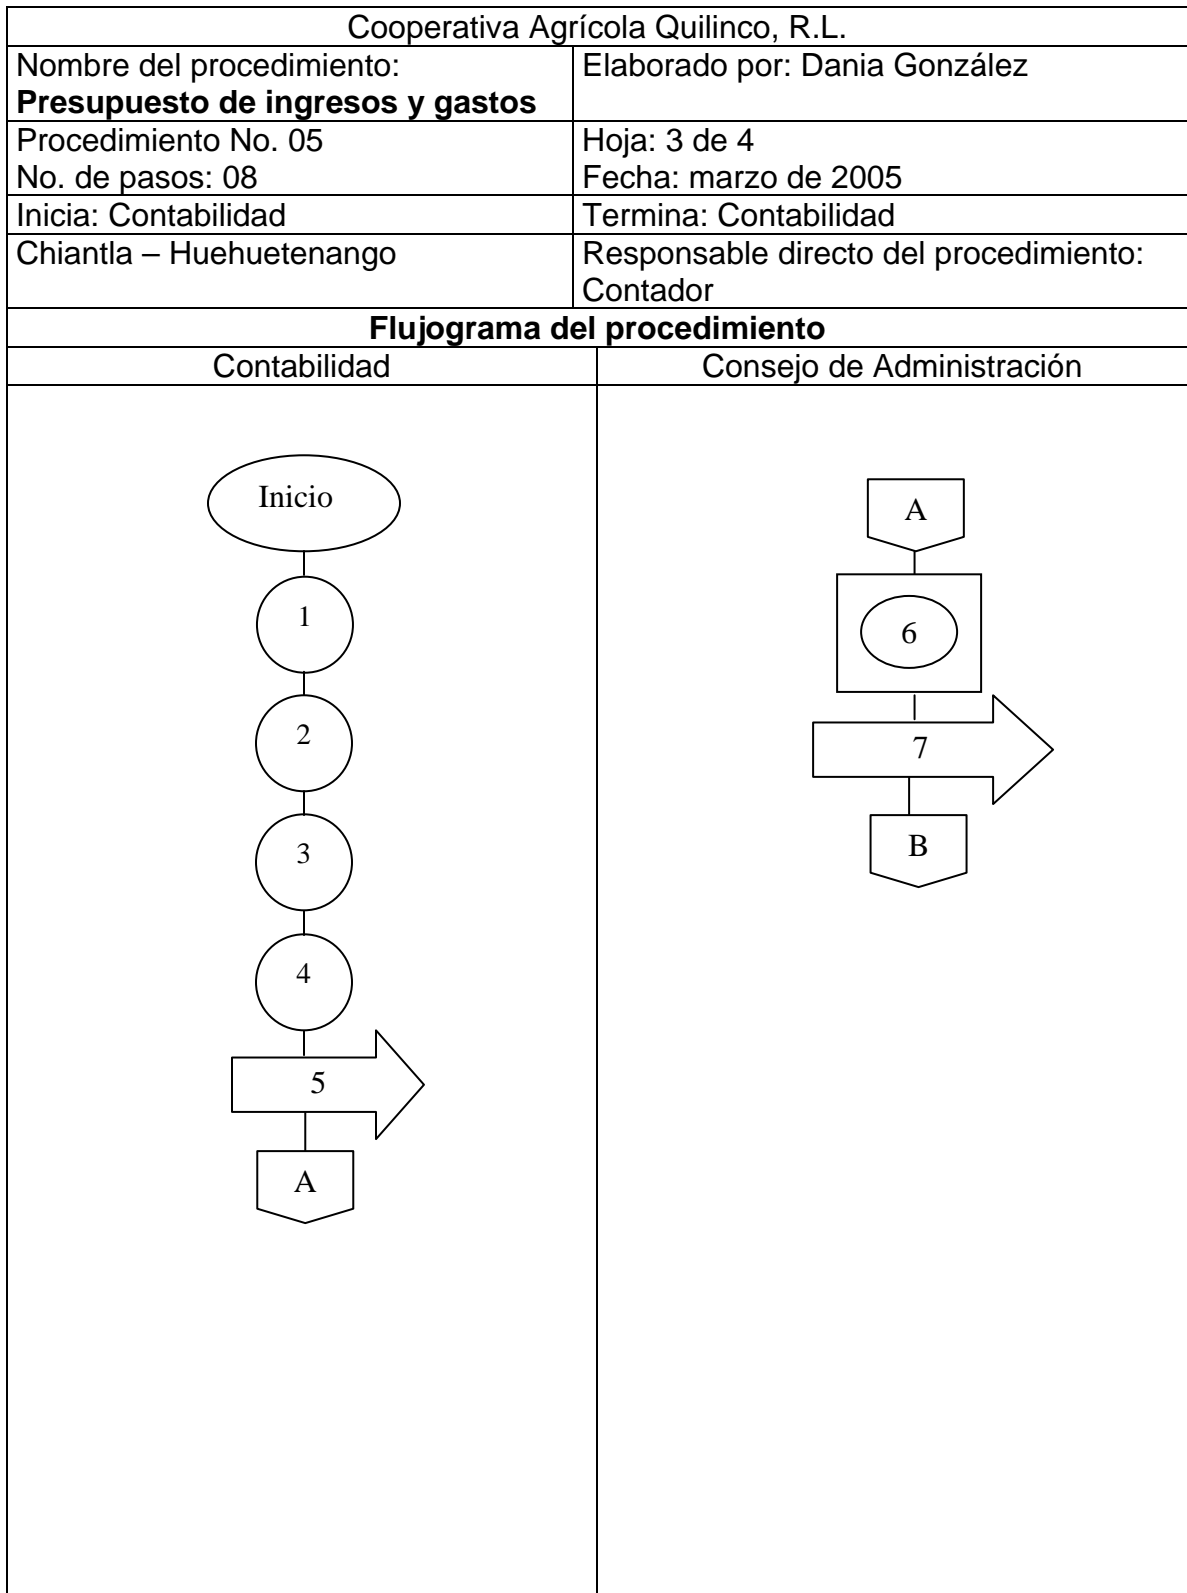 Cooperativa Agrícola Quilinco, R.L.
Nombre del procedimiento:
Presupuesto de ingresos y gastos
Elaborado por: Dania González
Procedimiento No. 05
No. de pasos: 08
Hoja: 3 de 4
Fecha: marzo de 2005
Inicia: Contabilidad
Termina: Contabilidad
Chiantla – Huehuetenango
Responsable directo del procedimiento:
Contador
Flujograma del procedimiento
Contabilidad
Consejo de Administración
Inicio
1
2
3
4
5
A
A
6
7
B